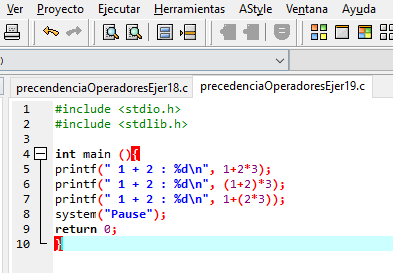 Ver Proyecto Ejecutar Herramientas AStyle Ventana Ayuda
)
precendenciaOperadoresEjer18.c precedenciaOperadoresEjer19.c
1 #include <stdio.h>
2 #include <stdlib.h>
3
4 int main (){
5 printf(" 1 + 2 : %d\n", 1+2*3);
6 printf(" 1 + 2 : %d\n", (1+2)*3);
7 printf(" 1 + 2 : %d\n", 1+(2*3));
8 system("Pause");
9 return 0;
10 }